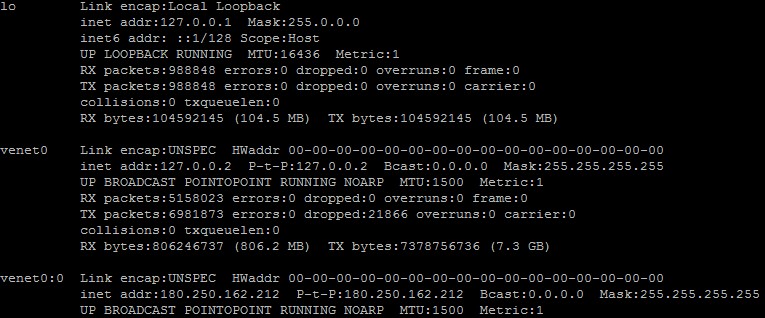 lo        Link encap:Local Loopback
          inet addr:127.0.0.1  Mask:255.0.0.0
          inet6 addr: ::1/128 Scope:Host
          UP LOOPBACK RUNNING  MTU:16436  Metric:1
          RX packets:988848 errors:0 dropped:0 overruns:0 frame:0
          TX packets:988848 errors:0 dropped:0 overruns:0 carrier:0
          collisions:0 txqueuelen:0
          RX bytes:104592145 (104.5 MB)  TX bytes:104592145 (104.5 MB)

venet0    Link encap:UNSPEC  HWaddr 00-00-00-00-00-00-00-00-00-00-00-00-00-00-00-00
          inet addr:127.0.0.2  P-t-P:127.0.0.2  Bcast:0.0.0.0  Mask:255.255.255.255
          UP BROADCAST POINTOPOINT RUNNING NOARP  MTU:1500  Metric:1
          RX packets:5158023 errors:0 dropped:0 overruns:0 frame:0
          TX packets:6981873 errors:0 dropped:21866 overruns:0 carrier:0
          collisions:0 txqueuelen:0
          RX bytes:806246737 (806.2 MB)  TX bytes:7378756736 (7.3 GB)

venet0:0  Link encap:UNSPEC  HWaddr 00-00-00-00-00-00-00-00-00-00-00-00-00-00-00-00
          inet addr:180.250.162.212  P-t-P:180.250.162.212  Bcast:0.0.0.0  Mask:255.255.255.255
          UP BROADCAST POINTOPOINT RUNNING NOARP  MTU:1500  Metric:1